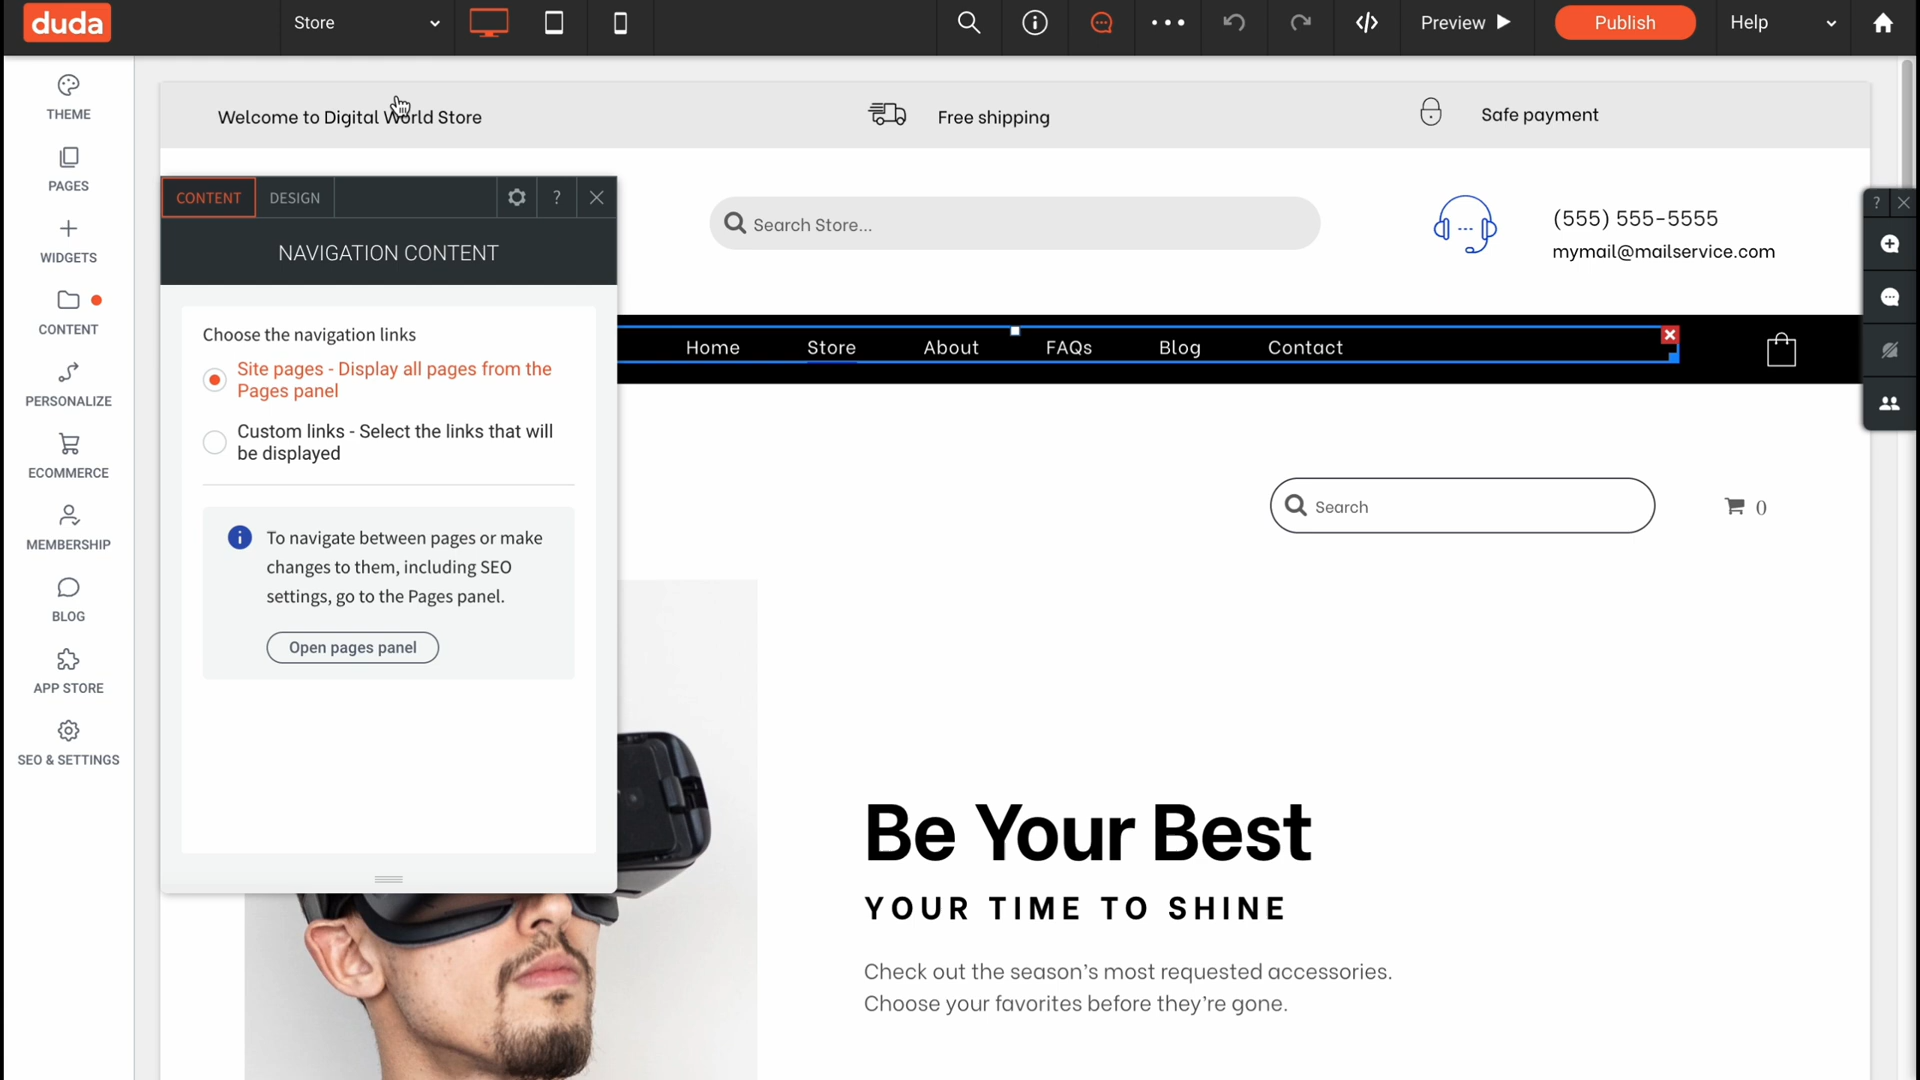 duda
Store
Preview
Publish
Help
THEME
PAGES
WIDGETS
CONTENT
PERSONALIZE
ECOMMERCE
MEMBERSHIP
BLOG
APP STORE
SEO & SETTINGS
Welcome to Digital World Store
Free shipping
Safe payment
CONTENT
DESIGN
?
NAVIGATION CONTENT
Choose the navigation links
Site pages - Display all pages from the
Pages panel
Custom links - Select the links that will
be displayed
To navigate between pages or make
changes to them, including SEO
settings, go to the Pages panel.
Open pages panel
Search Store...
(555) 555-5555
mymail@mailservice.com
?
Home
Store
About
FAQs
Blog
Contact
Search
0
Be Your Best
YOUR TIME TO SHINE
Check out the season's most requested accessories.
Choose your favorites before they're gone.